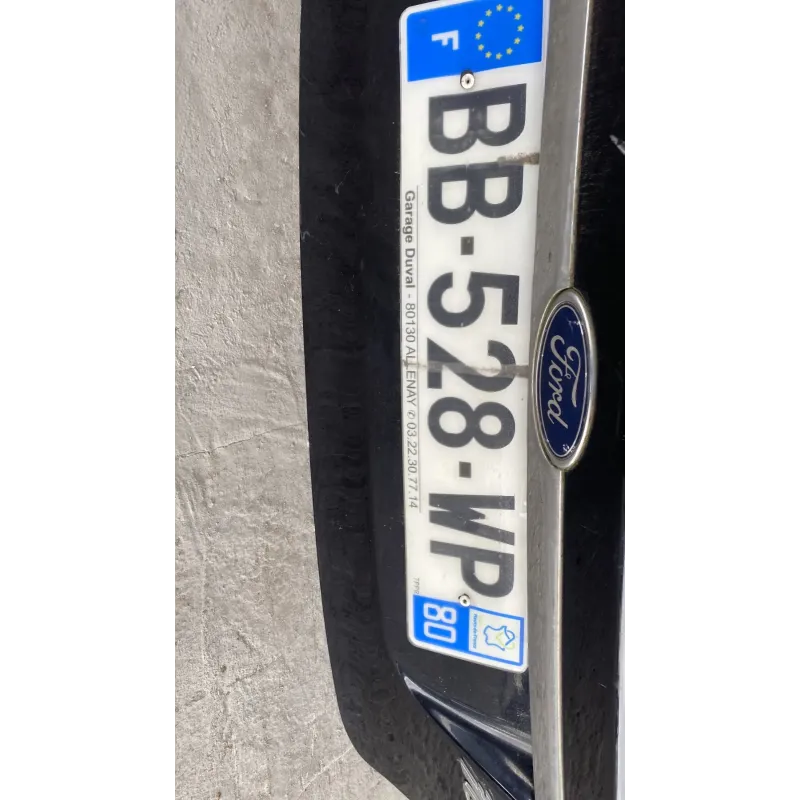 Ford
F BB-528-WP 80
Garage Duval - 80130 ALLENAY ✆ 03.22.30.77.14